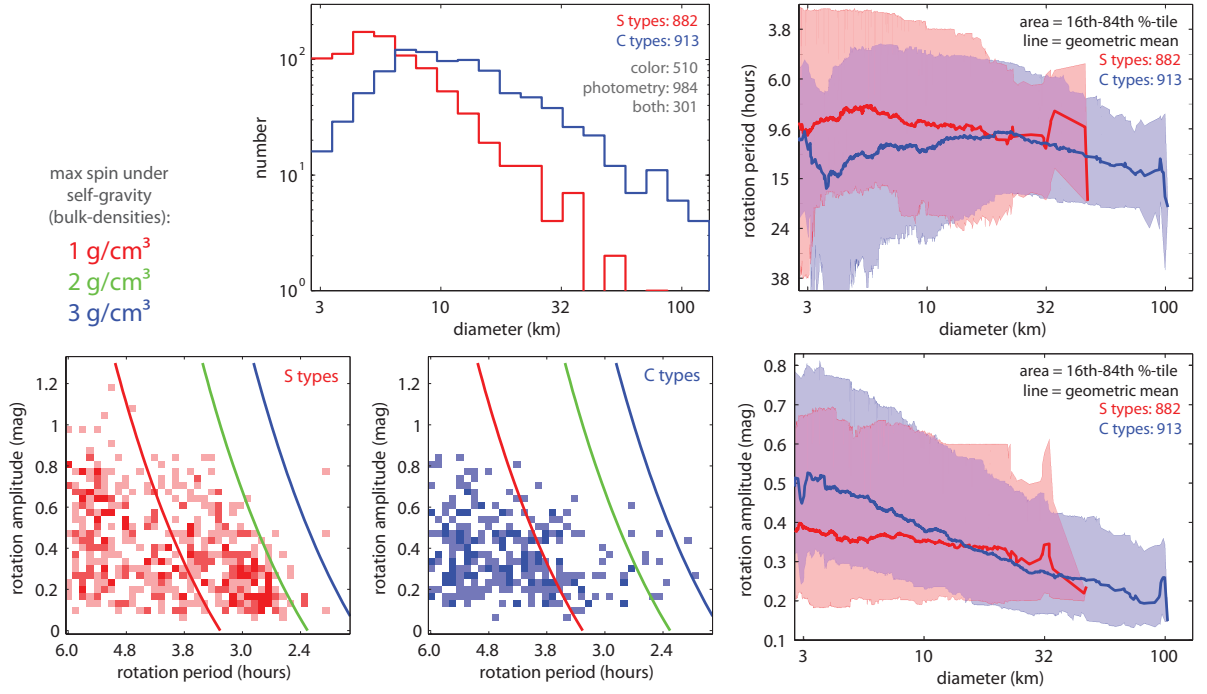 max spin under
self-gravity
(bulk-densities):
1 g/cm³
2 g/cm³
3 g/cm³
number
10²
10¹
10⁰
S types: 882
C types: 913
color: 510
photometry: 984
both: 301
3
10
32
100
diameter (km)
rotation period (hours)
3.8
6.0
9.6
15
24
38
area = 16th-84th %-tile
line = geometric mean
S types: 882
C types: 913
3
10
32
100
diameter (km)
rotation amplitude (mag)
1.2
1
0.8
0.6
0.4
0.2
0
S types
6.0
4.8
3.8
3.0
2.4
rotation period (hours)
rotation amplitude (mag)
1.2
1
0.8
0.6
0.4
0.2
0
C types
6.0
4.8
3.8
3.0
2.4
rotation period (hours)
rotation amplitude (mag)
0.8
0.7
0.6
0.5
0.4
0.3
0.2
0.1
area = 16th-84th %-tile
line = geometric mean
S types: 882
C types: 913
3
10
32
100
diameter (km)